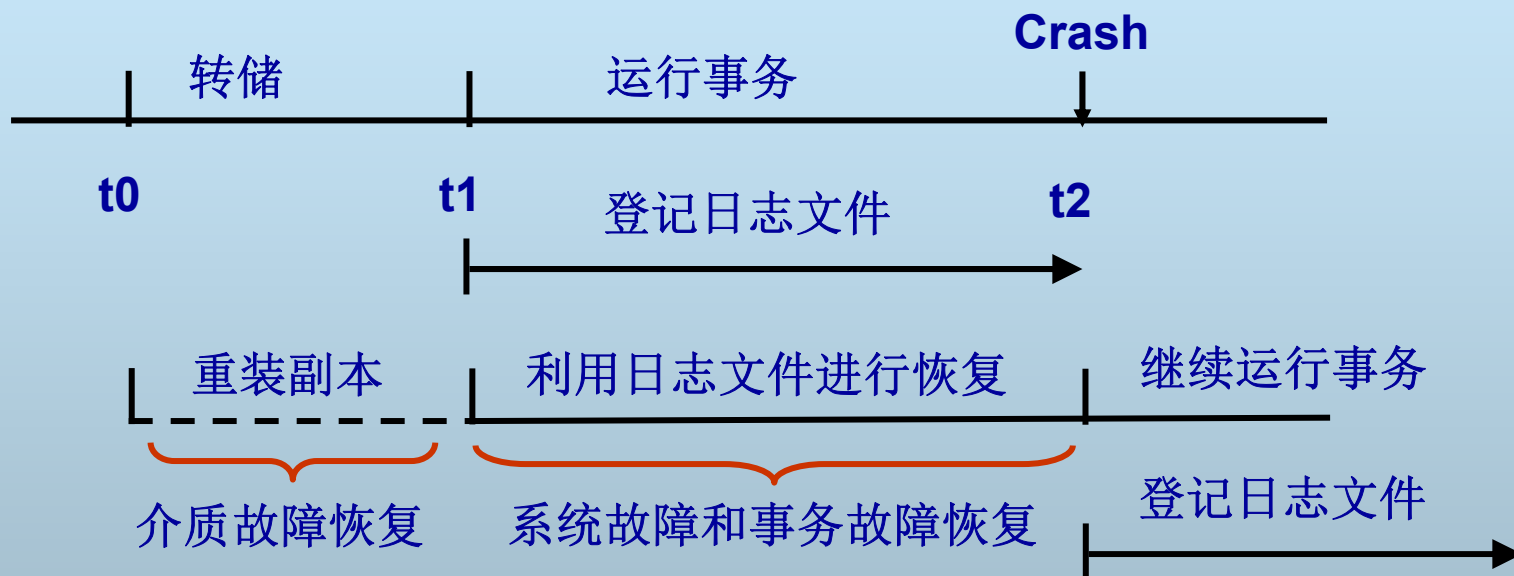 Crash
转储
运行事务
t0
t1
t2
登记日志文件
重装副本
利用日志文件进行恢复
继续运行事务
介质故障恢复
系统故障和事务故障恢复
登记日志文件